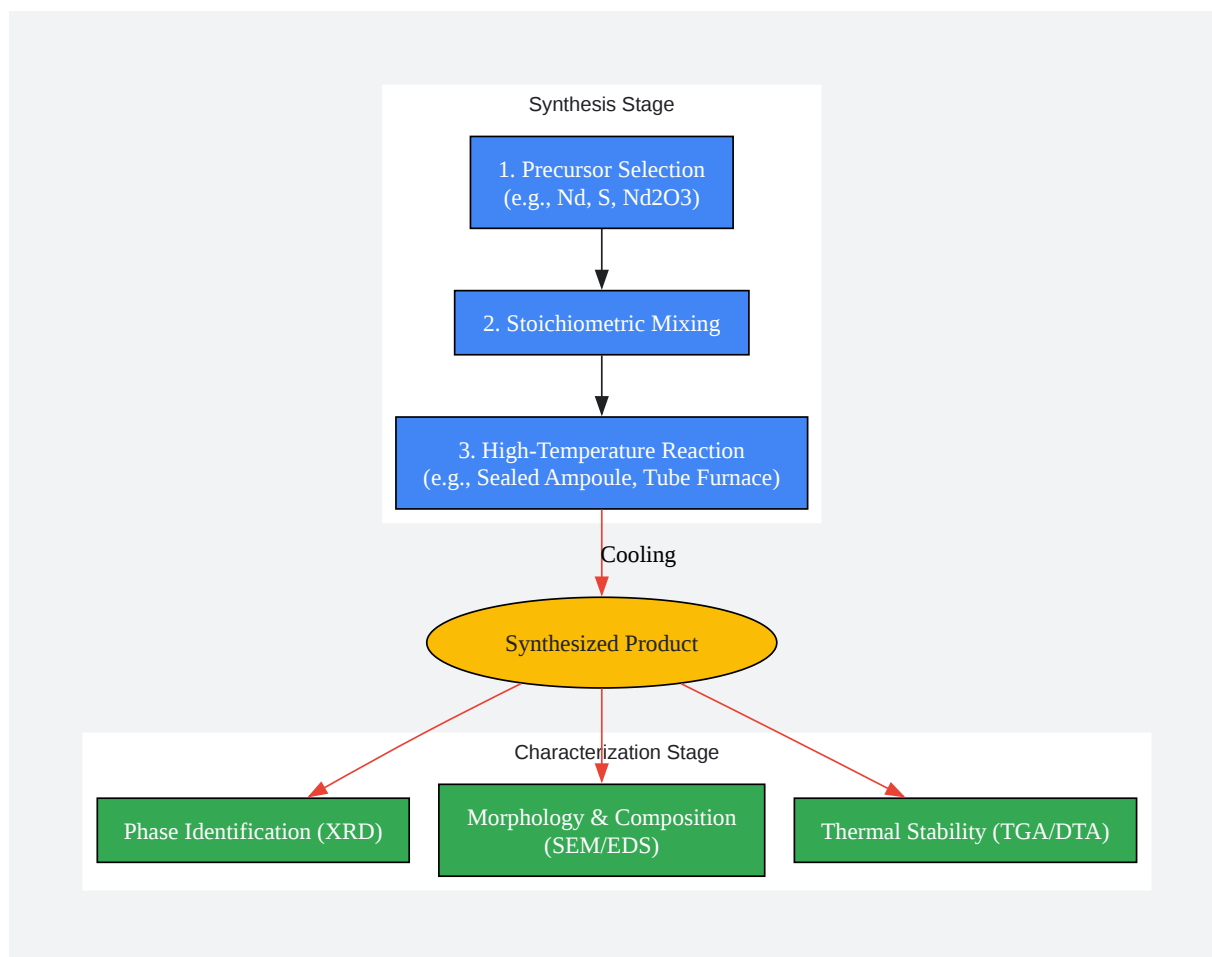 Synthesis Stage
1. Precursor Selection
(e.g., Nd, S, Nd2O3)
2. Stoichiometric Mixing
3. High-Temperature Reaction
(e.g., Sealed Ampoule, Tube Furnace)
Cooling
Synthesized Product
Characterization Stage
Phase Identification (XRD)
Morphology & Composition
(SEM/EDS)
Thermal Stability (TGA/DTA)